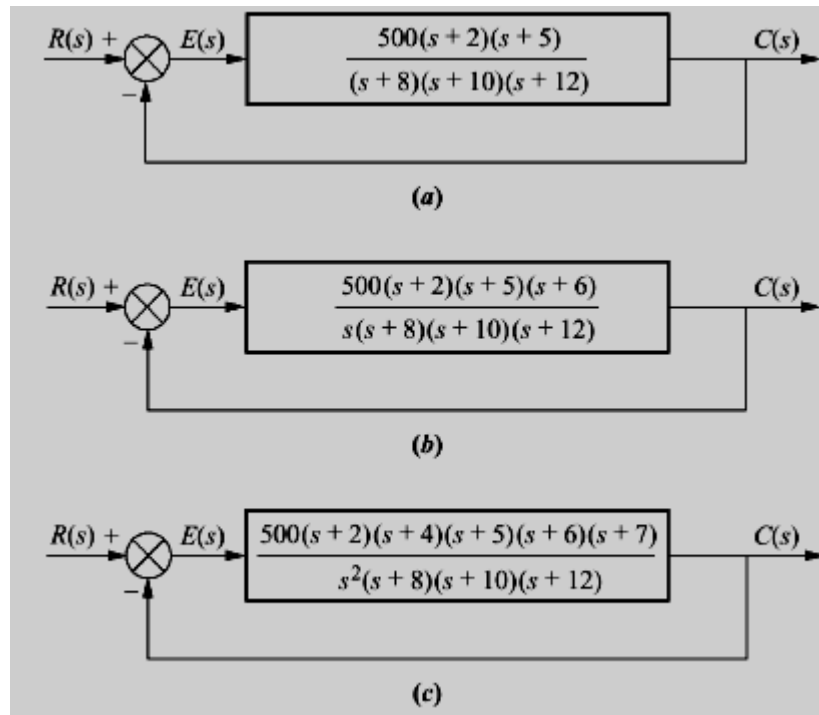 R(s) + E(s) 500(s + 2)(s + 5) C(s)
(s + 8)(s + 10)(s + 12)
−
(a)
R(s) + E(s) 500(s + 2)(s + 5)(s + 6) C(s)
s(s + 8)(s + 10)(s + 12)
−
(b)
R(s) + E(s) 500(s + 2)(s + 4)(s + 5)(s + 6)(s + 7) C(s)
s²(s + 8)(s + 10)(s + 12)
−
(c)